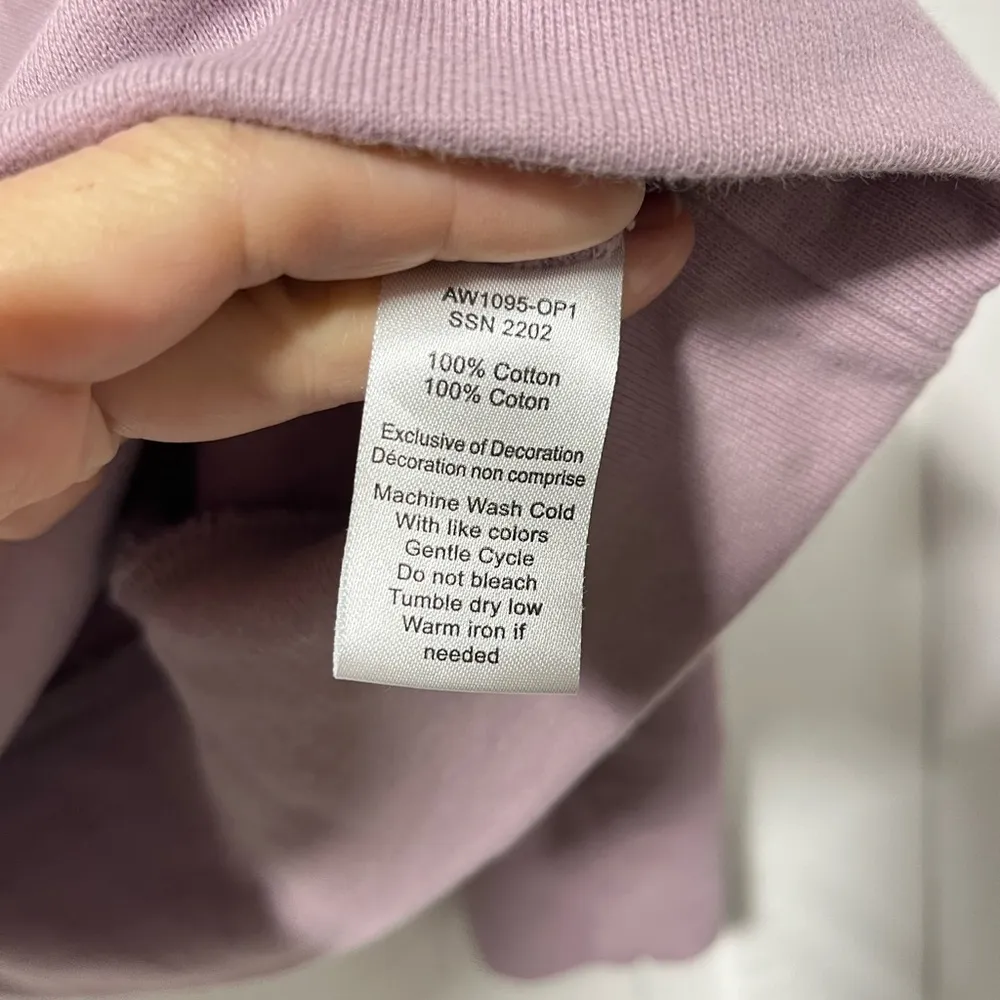 AW1095-OP1
SSN 2202
100% Cotton
100% Coton
Exclusive of Decoration
Décoration non comprise
Machine Wash Cold
With like colors
Gentle Cycle
Do not bleach
Tumble dry low
Warm iron if
needed